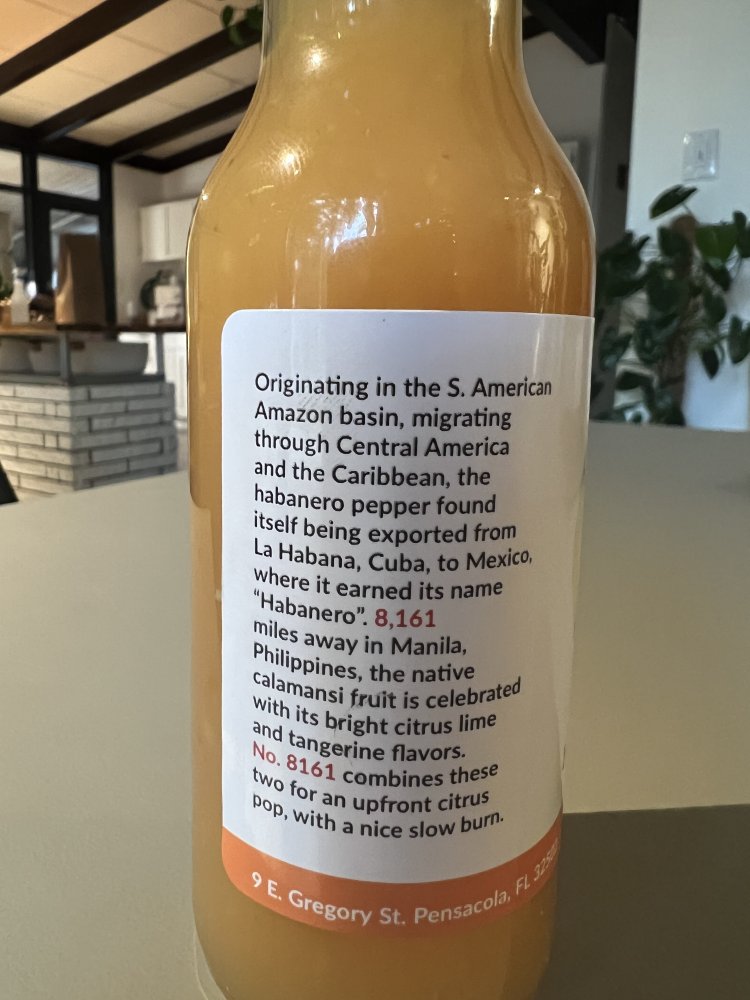 Originating in the S. American
Amazon basin, migrating
through Central America
and the Caribbean, the
habanero pepper found
itself being exported from
La Habana, Cuba, to Mexico,
where it earned its name
“Habanero”. 8,161
miles away in Manila,
Philippines, the native
calamansi fruit is celebrated
with its bright citrus lime
and tangerine flavors.
No. 8161 combines these
two for an upfront citrus
pop, with a nice slow burn.
9 E. Gregory St. Pensacola, FL